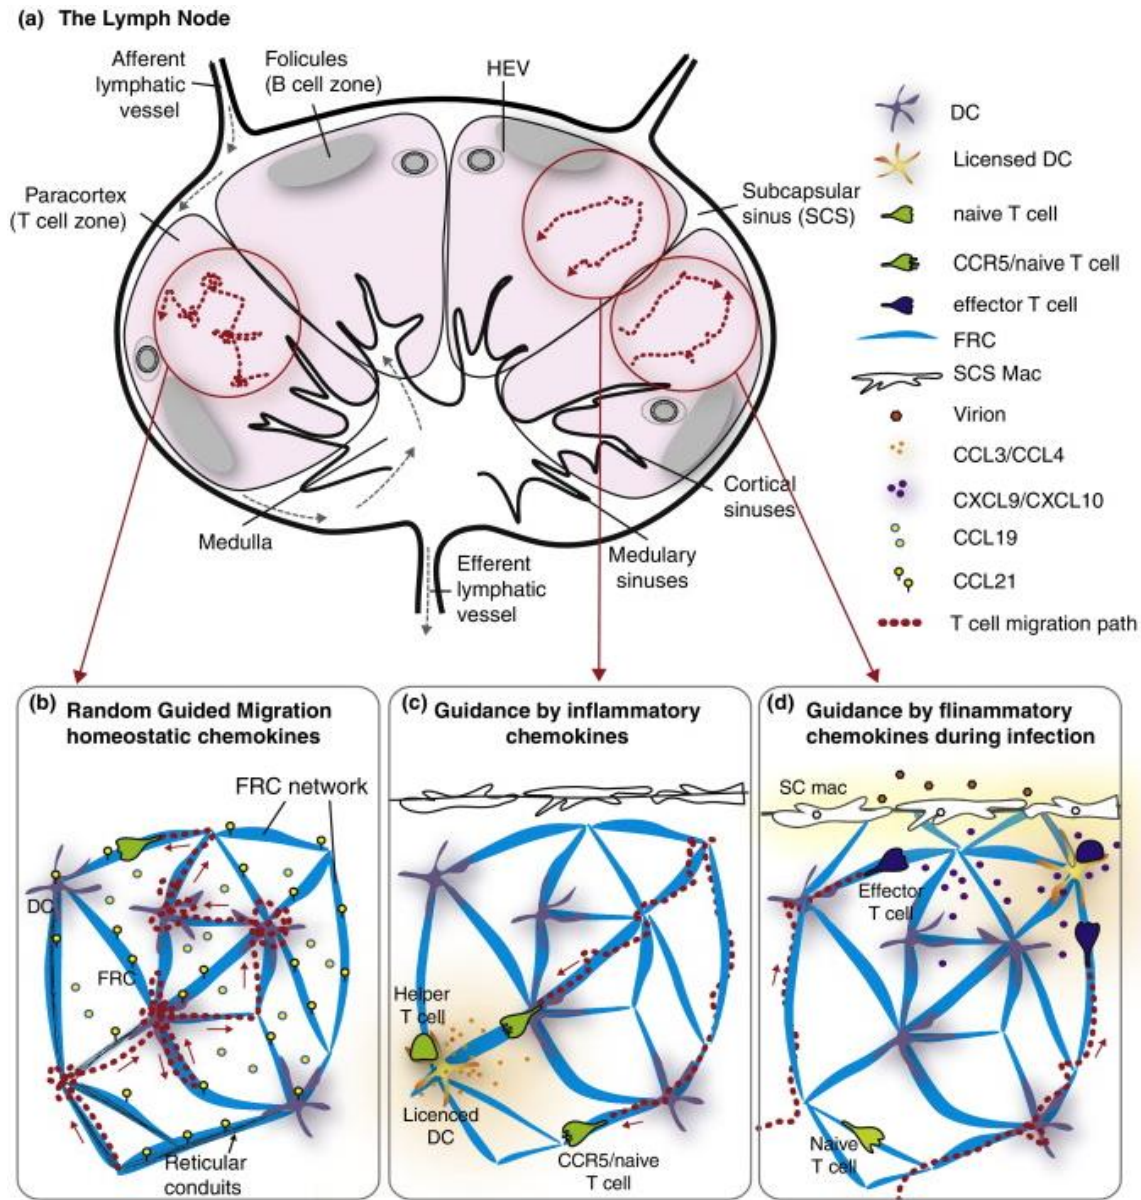 (a) The Lymph Node
Afferent
lymphatic
vessel
Folicules
(B cell zone)
HEV
Paracortex
(T cell zone)
Subcapsular
sinus (SCS)
Medulla
Efferent
lymphatic
vessel
Medulary
sinuses
Cortical
sinuses
DC
Licensed DC
naive T cell
CCR5/naive T cell
effector T cell
FRC
SCS Mac
Virion
CCL3/CCL4
CXCL9/CXCL10
CCL19
CCL21
T cell migration path
(b) Random Guided Migration
homeostatic chemokines
FRC network
DC
FRC
Reticular
conduits
(c) Guidance by inflammatory
chemokines
Helper
T cell
Licenced
DC
CCR5/naive
T cell
(d) Guidance by flinammatory
chemokines during infection
SC mac
Effector
T cell
Naive
T cell